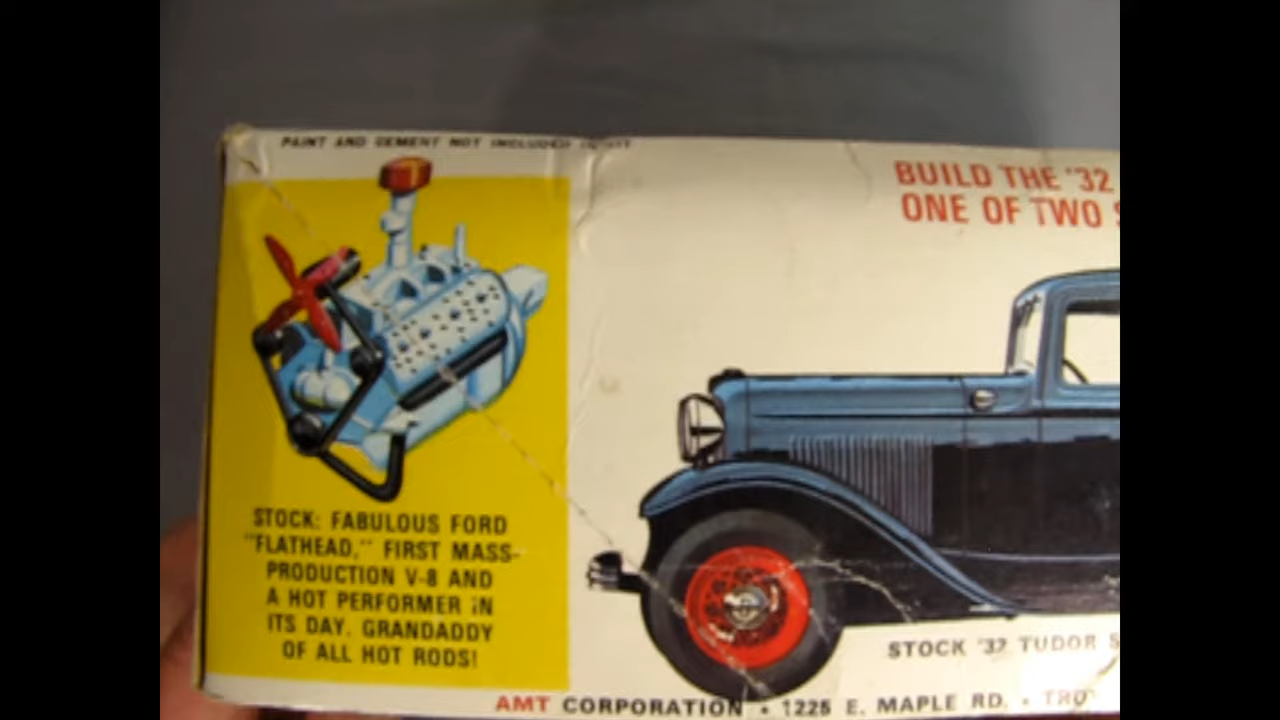 PAINT AND CEMENT NOT INCLUDED
BUILD THE '32
ONE OF TWO
STOCK: FABULOUS FORD
"FLATHEAD," FIRST MASS-
PRODUCTION V-8 AND
A HOT PERFORMER IN
ITS DAY. GRANDADDY
OF ALL HOT RODS!
STOCK '32 TUDOR
AMT CORPORATION • 1225 E. MAPLE RD. •